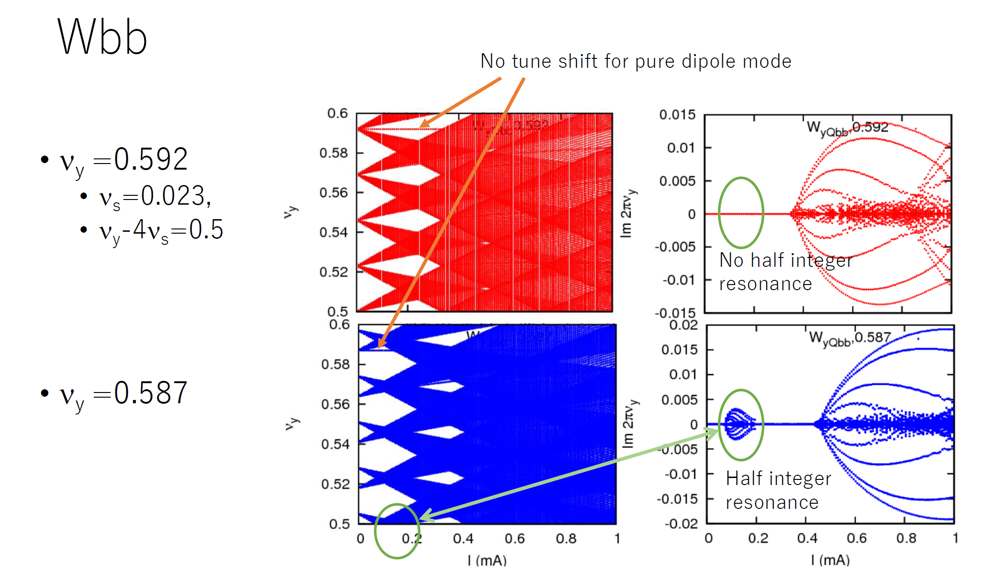 Wbb
No tune shift for pure dipole mode
• νy =0.592
• νs=0.023,
• νy-4νs=0.5
• νy =0.587
0.6
0.58
0.56
0.54
0.52
0.5
νy
WyQbb,0.592
0.015
0.01
0.005
0
-0.005
-0.01
-0.015
Im 2πνy
WyQbb,0.592
No half integer
resonance
0.6
0.58
0.56
0.54
0.52
0.5
νy
0 0.2 0.4 0.6 0.8 1
I (mA)
0.02
0.015
0.01
0.005
0
-0.005
-0.01
-0.015
-0.02
Im 2πνy
WyQbb,0.587
Half integer
resonance
0 0.2 0.4 0.6 0.8 1
I (mA)